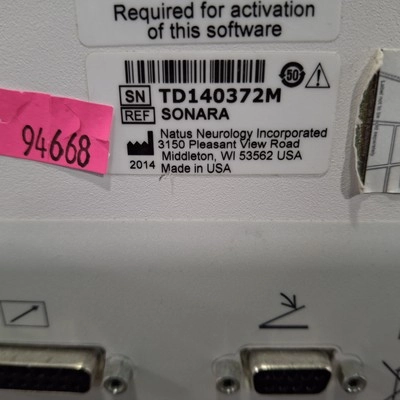 Required for activation
of this software
50
SN TD140372M
REF SONARA
Natus Neurology Incorporated
3150 Pleasant View Road
Middleton, WI 53562 USA
2014 Made in USA
94668